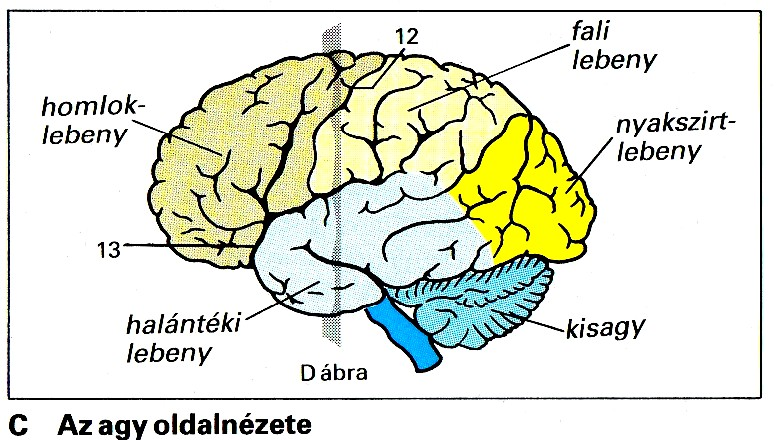 12
fali
lebeny
homlok-
lebeny
nyakszirt-
lebeny
13
halántéki
lebeny
kisagy
D ábra
C Az agy oldalnézete